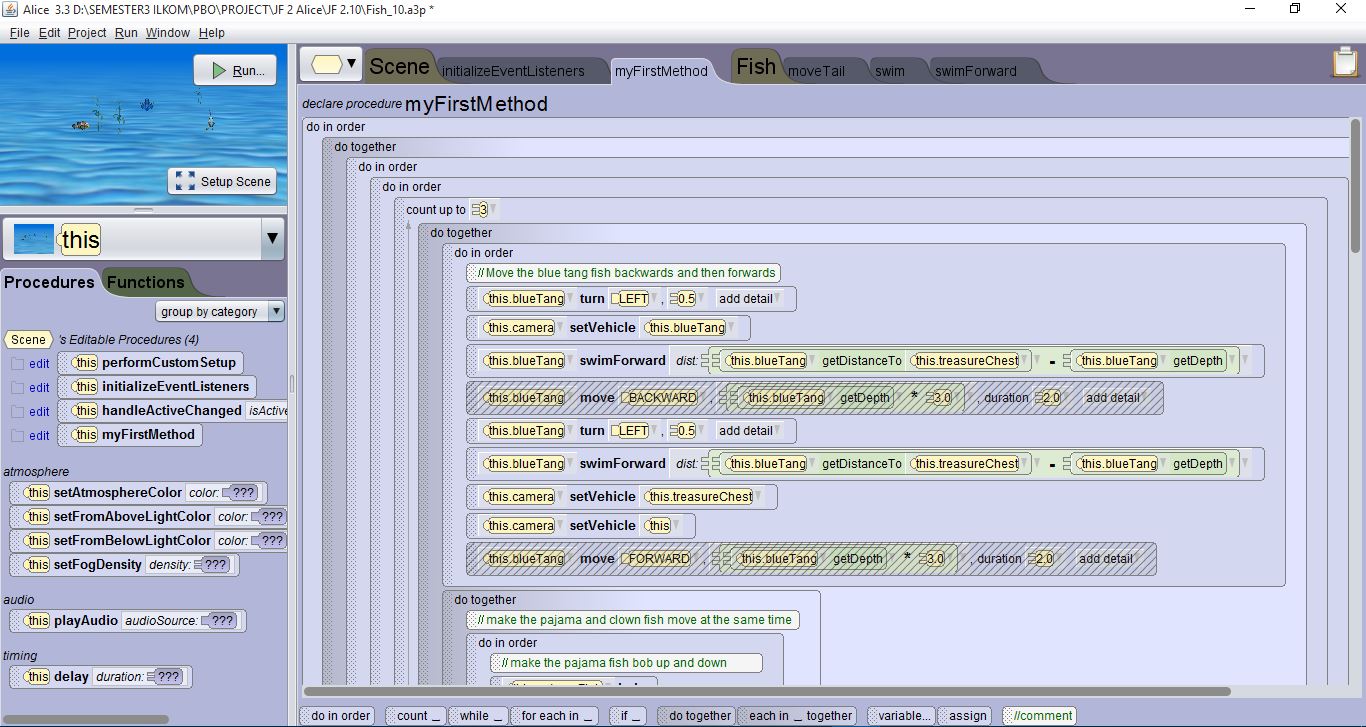 Alice 3.3 D:\SEMESTER3 ILKOM\PBO\PROJECT\JF 2 Alice\JF 2.10\Fish_10.a3p *
File Edit Project Run Window Help
Run...
Setup Scene
this
Procedures Functions
group by category
Scene 's Editable Procedures (4)
edit this performCustomSetup
edit this initializeEventListeners
edit this handleActiveChanged isActive
edit this myFirstMethod
atmosphere
this setAtmosphereColor color: ???
this setFromAboveLightColor color: ???
this setFromBelowLightColor color: ???
this setFogDensity density: ???
audio
this playAudio audioSource: ???
timing
this delay duration: ???
Scene initializeEventListeners myFirstMethod Fish moveTail swim swimForward
declare procedure myFirstMethod
do in order
do together
do in order
do in order
count up to 3
do together
do in order
// Move the blue tang fish backwards and then forwards
this.blueTang turn LEFT , 0.5 add detail
this.camera setVehicle this.blueTang
this.blueTang swimForward dist: this.blueTang getDistanceTo this.treasureChest - this.blueTang getDepth
this.blueTang move BACKWARD , this.blueTang getDepth * 3.0 , duration 2.0 add detail
this.blueTang turn LEFT , 0.5 add detail
this.blueTang swimForward dist: this.blueTang getDistanceTo this.treasureChest - this.blueTang getDepth
this.camera setVehicle this.treasureChest
this.camera setVehicle this
this.blueTang move FORWARD , this.blueTang getDepth * 3.0 , duration 2.0 add detail
do together
// make the pajama and clown fish move at the same time
do in order
// make the pajama fish bob up and down
do in order count _ while _ for each in _ if _ do together each in _ together variable... assign //comment